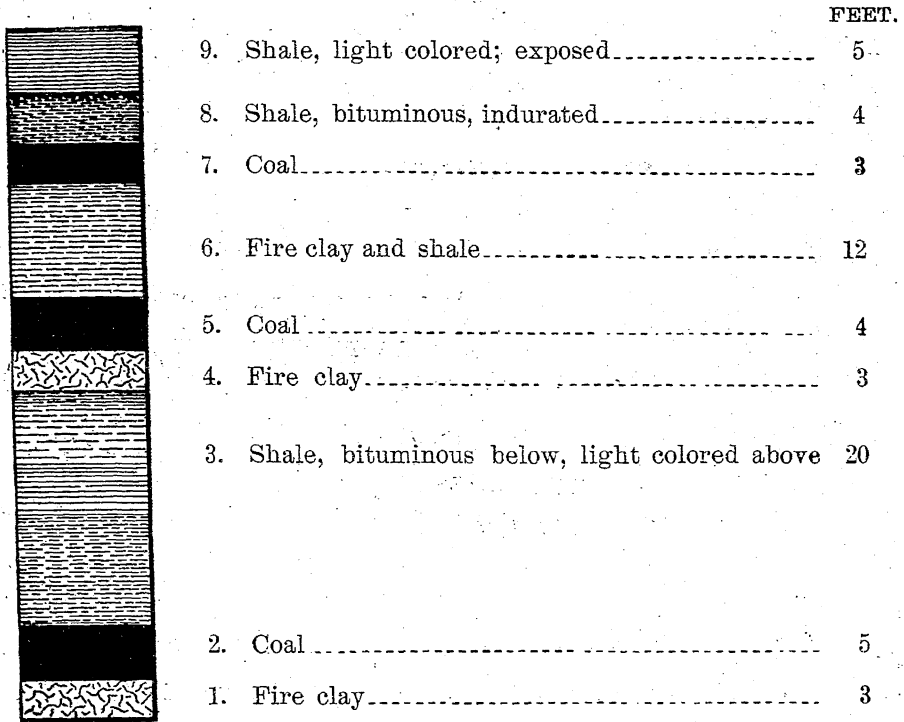 FEET.
9. Shale, light colored; exposed 5
8. Shale, bituminous, indurated 4
7. Coal 3
6. Fire clay and shale 12
5. Coal 4
4. Fire clay 3
3. Shale, bituminous below, light colored above 20
2. Coal 5
1. Fire clay 3